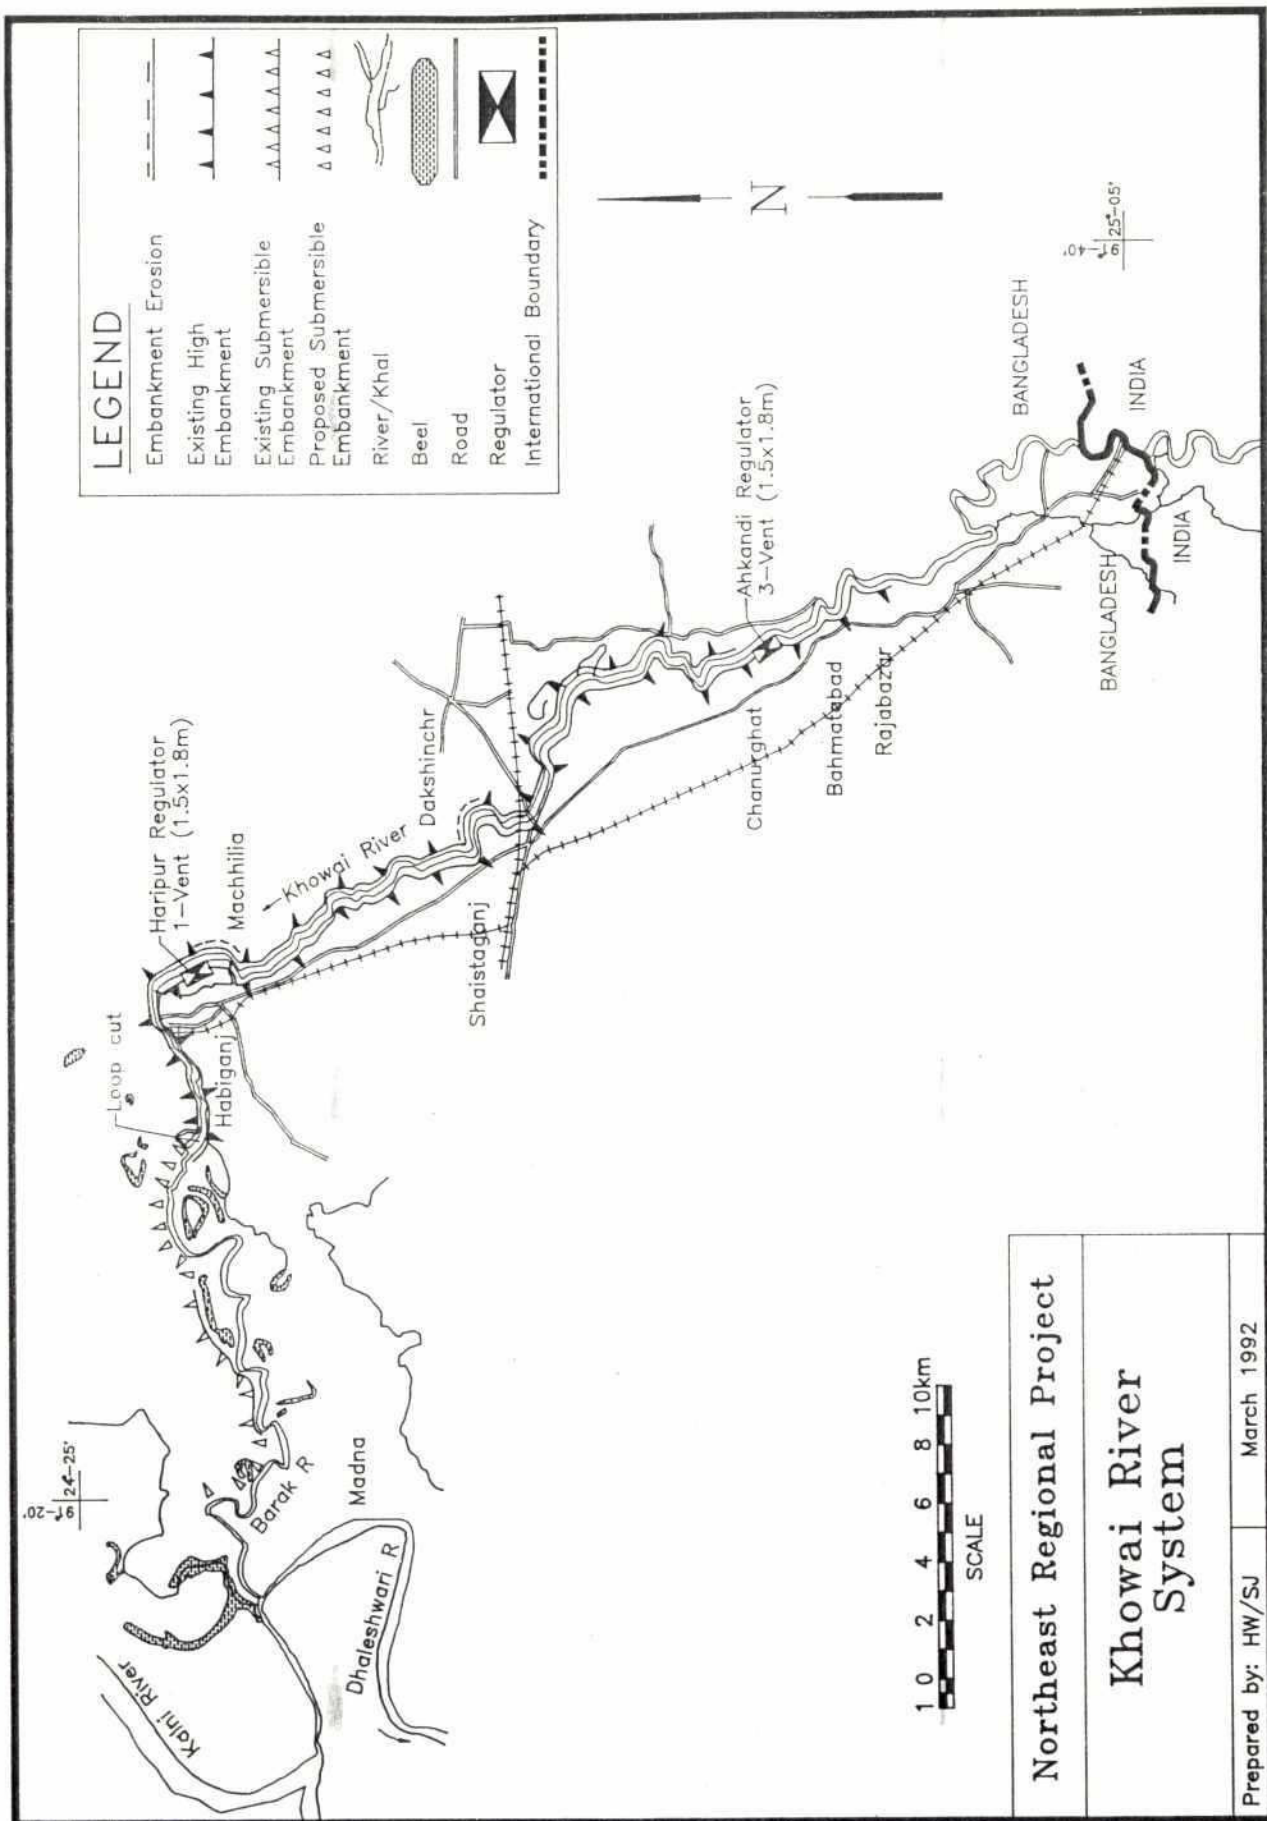 LEGEND
Embankment Erosion
Existing High
Embankment
Existing Submersible
Embankment
Proposed Submersible
Embankment
River/Khal
Beel
Road
Regulator
International Boundary
N
91°-40'
25°-05'
91°-20'
24°-25'
Loop cut
Haripur Regulator
1-Vent (1.5x1.8m)
Machhilia
Habiganj
Khowai River
Dakshinchr
Shaistaganj
Ahkandi Regulator
3-Vent (1.5x1.8m)
Chanurghat
Bahmatabad
Rajabazar
BANGLADESH
INDIA
BANGLADESH
INDIA
Kalni River
Barak R
Madna
Dhaleshwari R
1 0 2 4 6 8 10km
SCALE
Northeast Regional Project
Khowai River
System
Prepared by: HW/SJ
March 1992